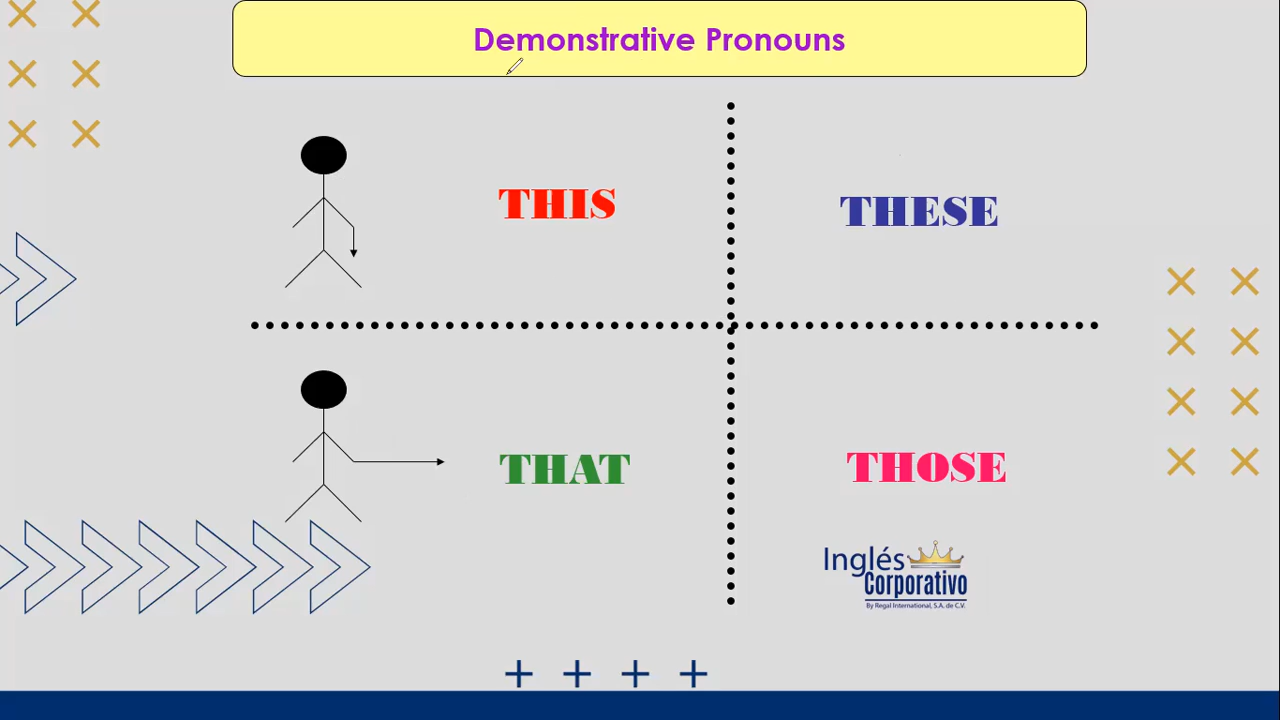 Demonstrative Pronouns
THIS
THESE
THAT
THOSE
Inglés
Corporativo
By Regal International, S.A. de C.V.